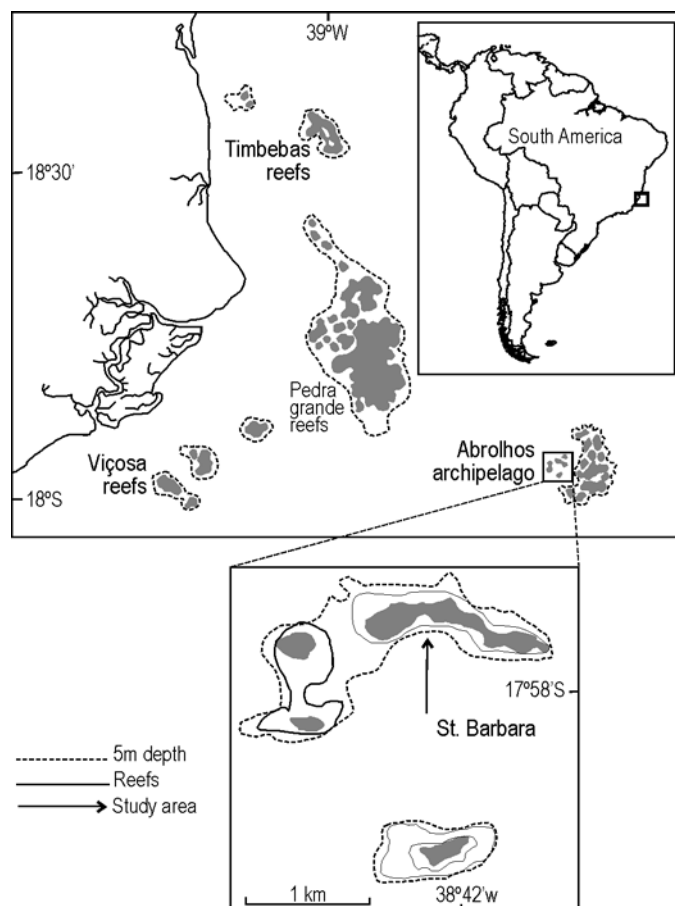 39ºW
South America
Timbebas
reefs
18º30'
Pedra
grande
reefs
Viçosa
reefs
Abrolhos
archipelago
18ºS
17º58'S
St. Barbara
5m depth
Reefs
Study area
1 km
38º42'w